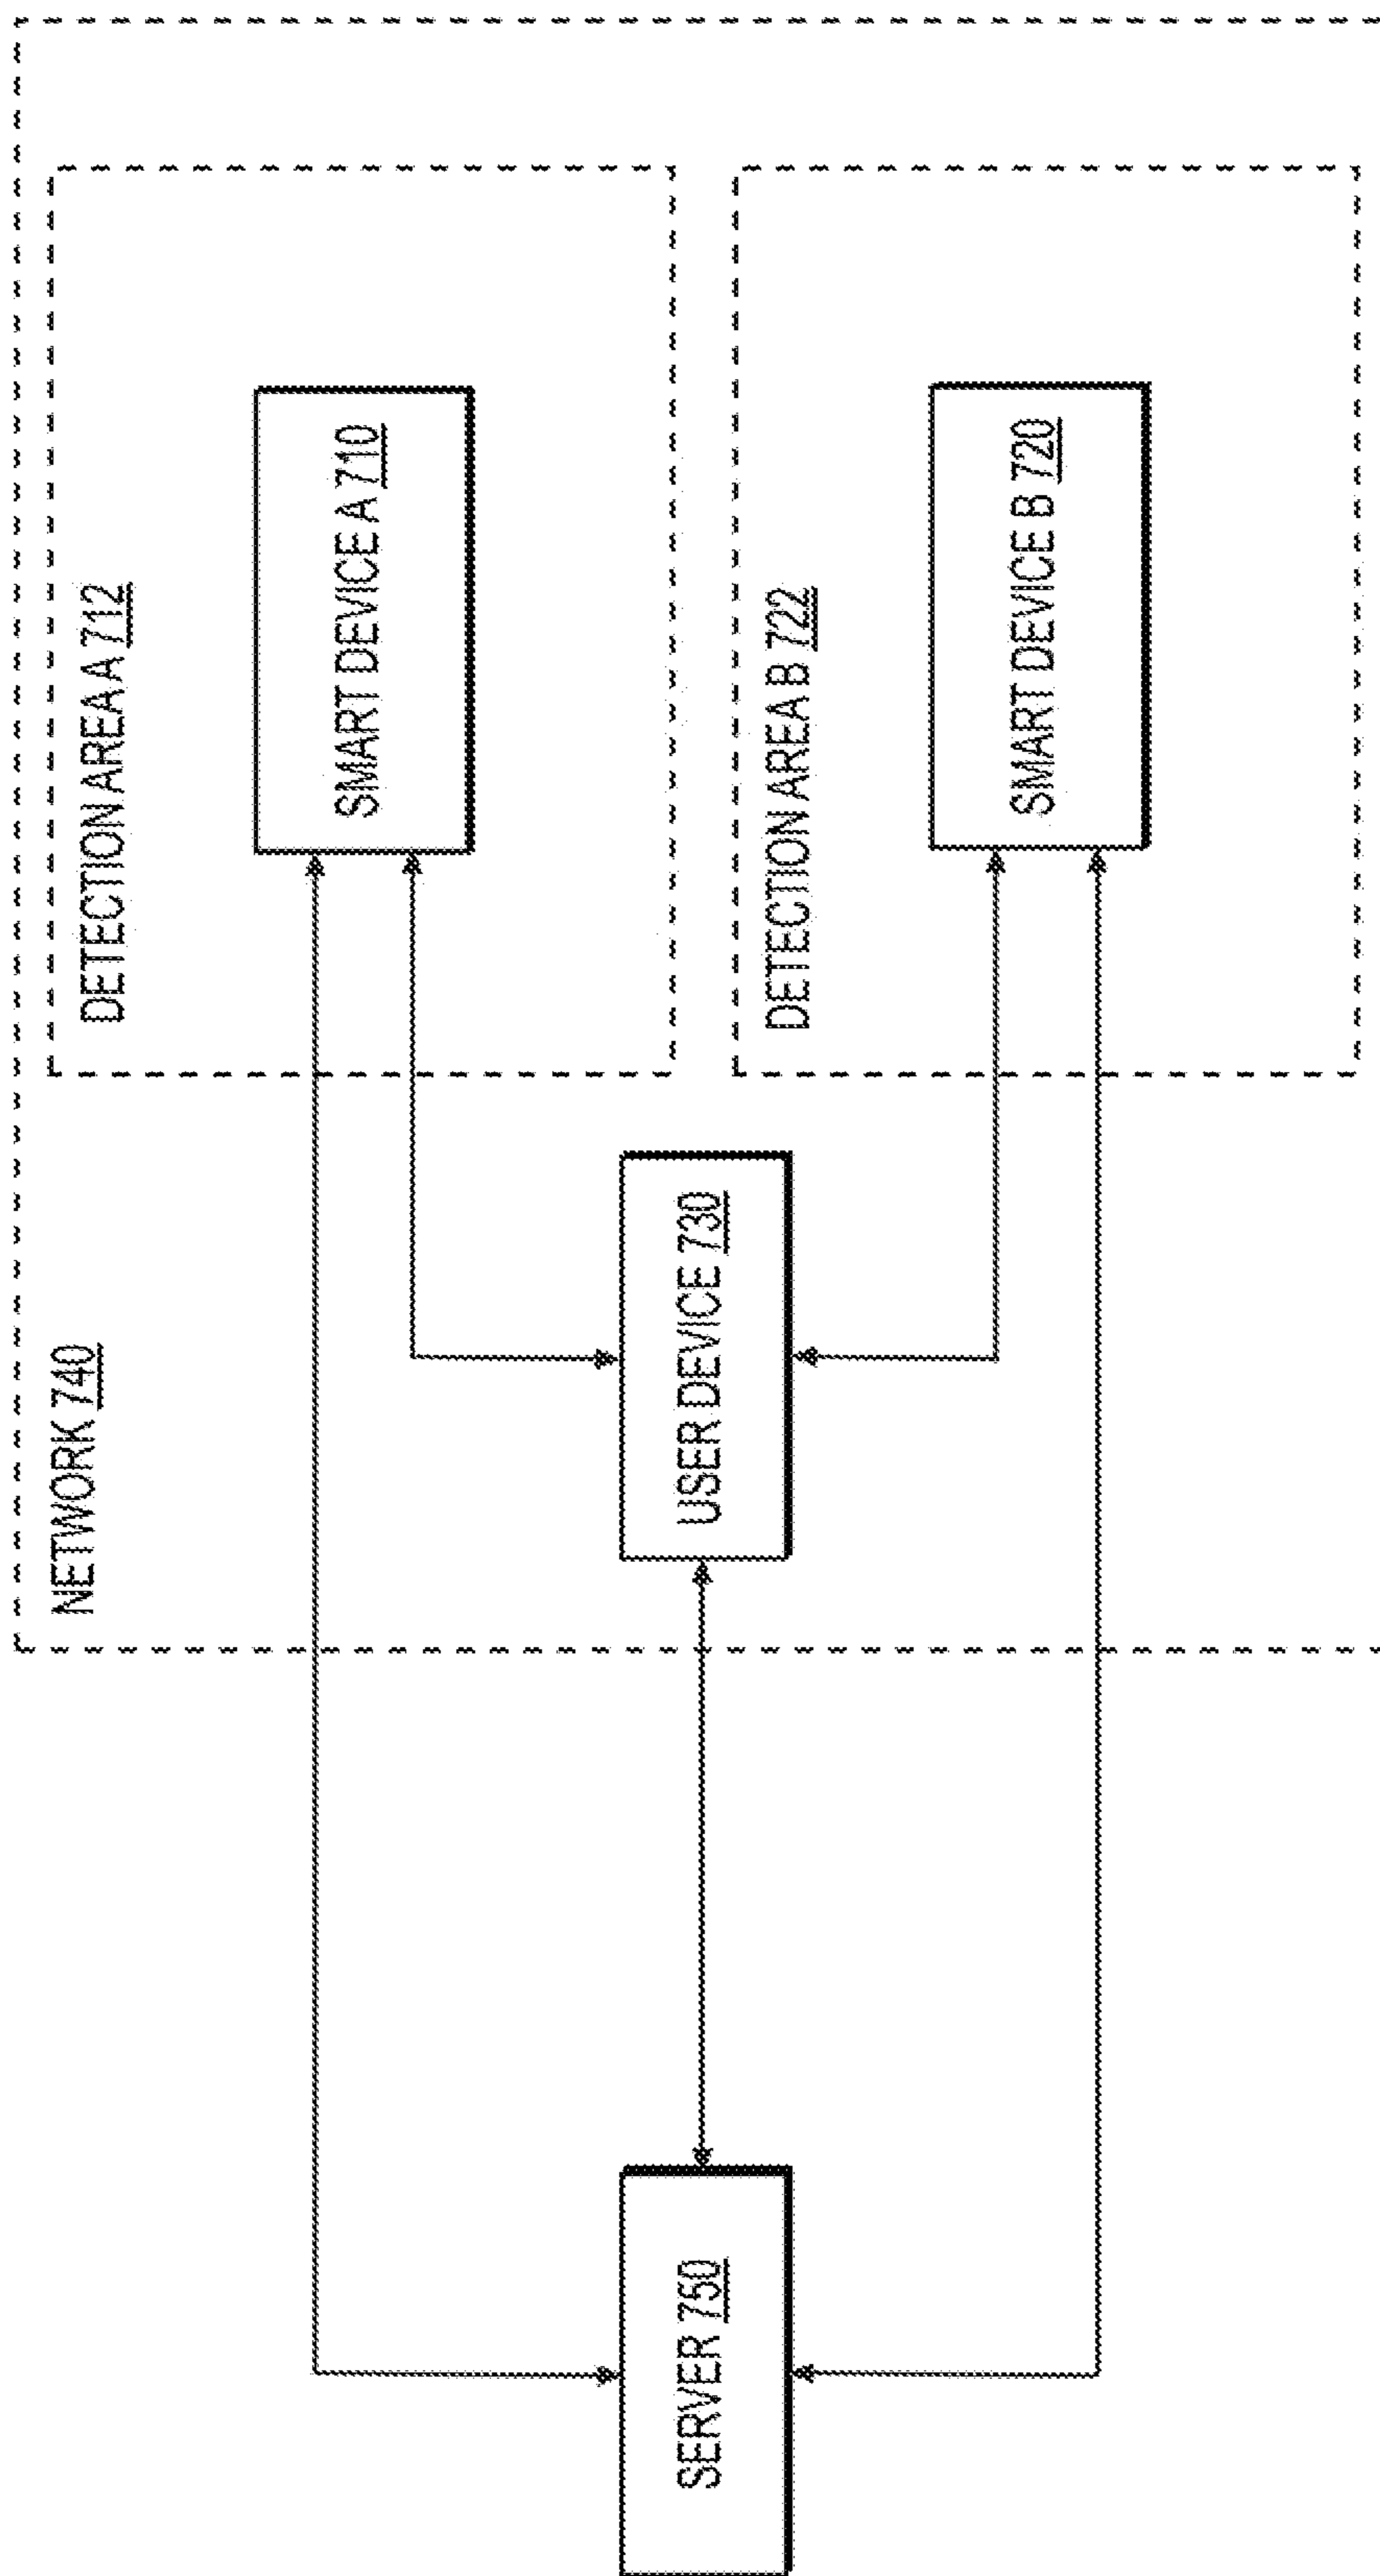 NETWORK 740
DETECTION AREA A 712
SMART DEVICE A 710
USER DEVICE 730
SERVER 750
DETECTION AREA B 722
SMART DEVICE B 720